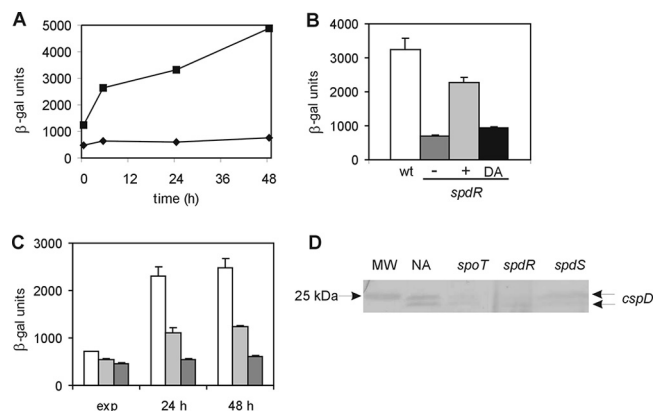 A
β-gal units
5000
4000
3000
2000
1000
0
0 12 24 36 48
time (h)
B
β-gal units
4000
3000
2000
1000
0
wt - + DA
spdR
C
β-gal units
3000
2000
1000
0
exp 24 h 48 h
D
MW NA spoT spdR spdS
25 kDa
cspD